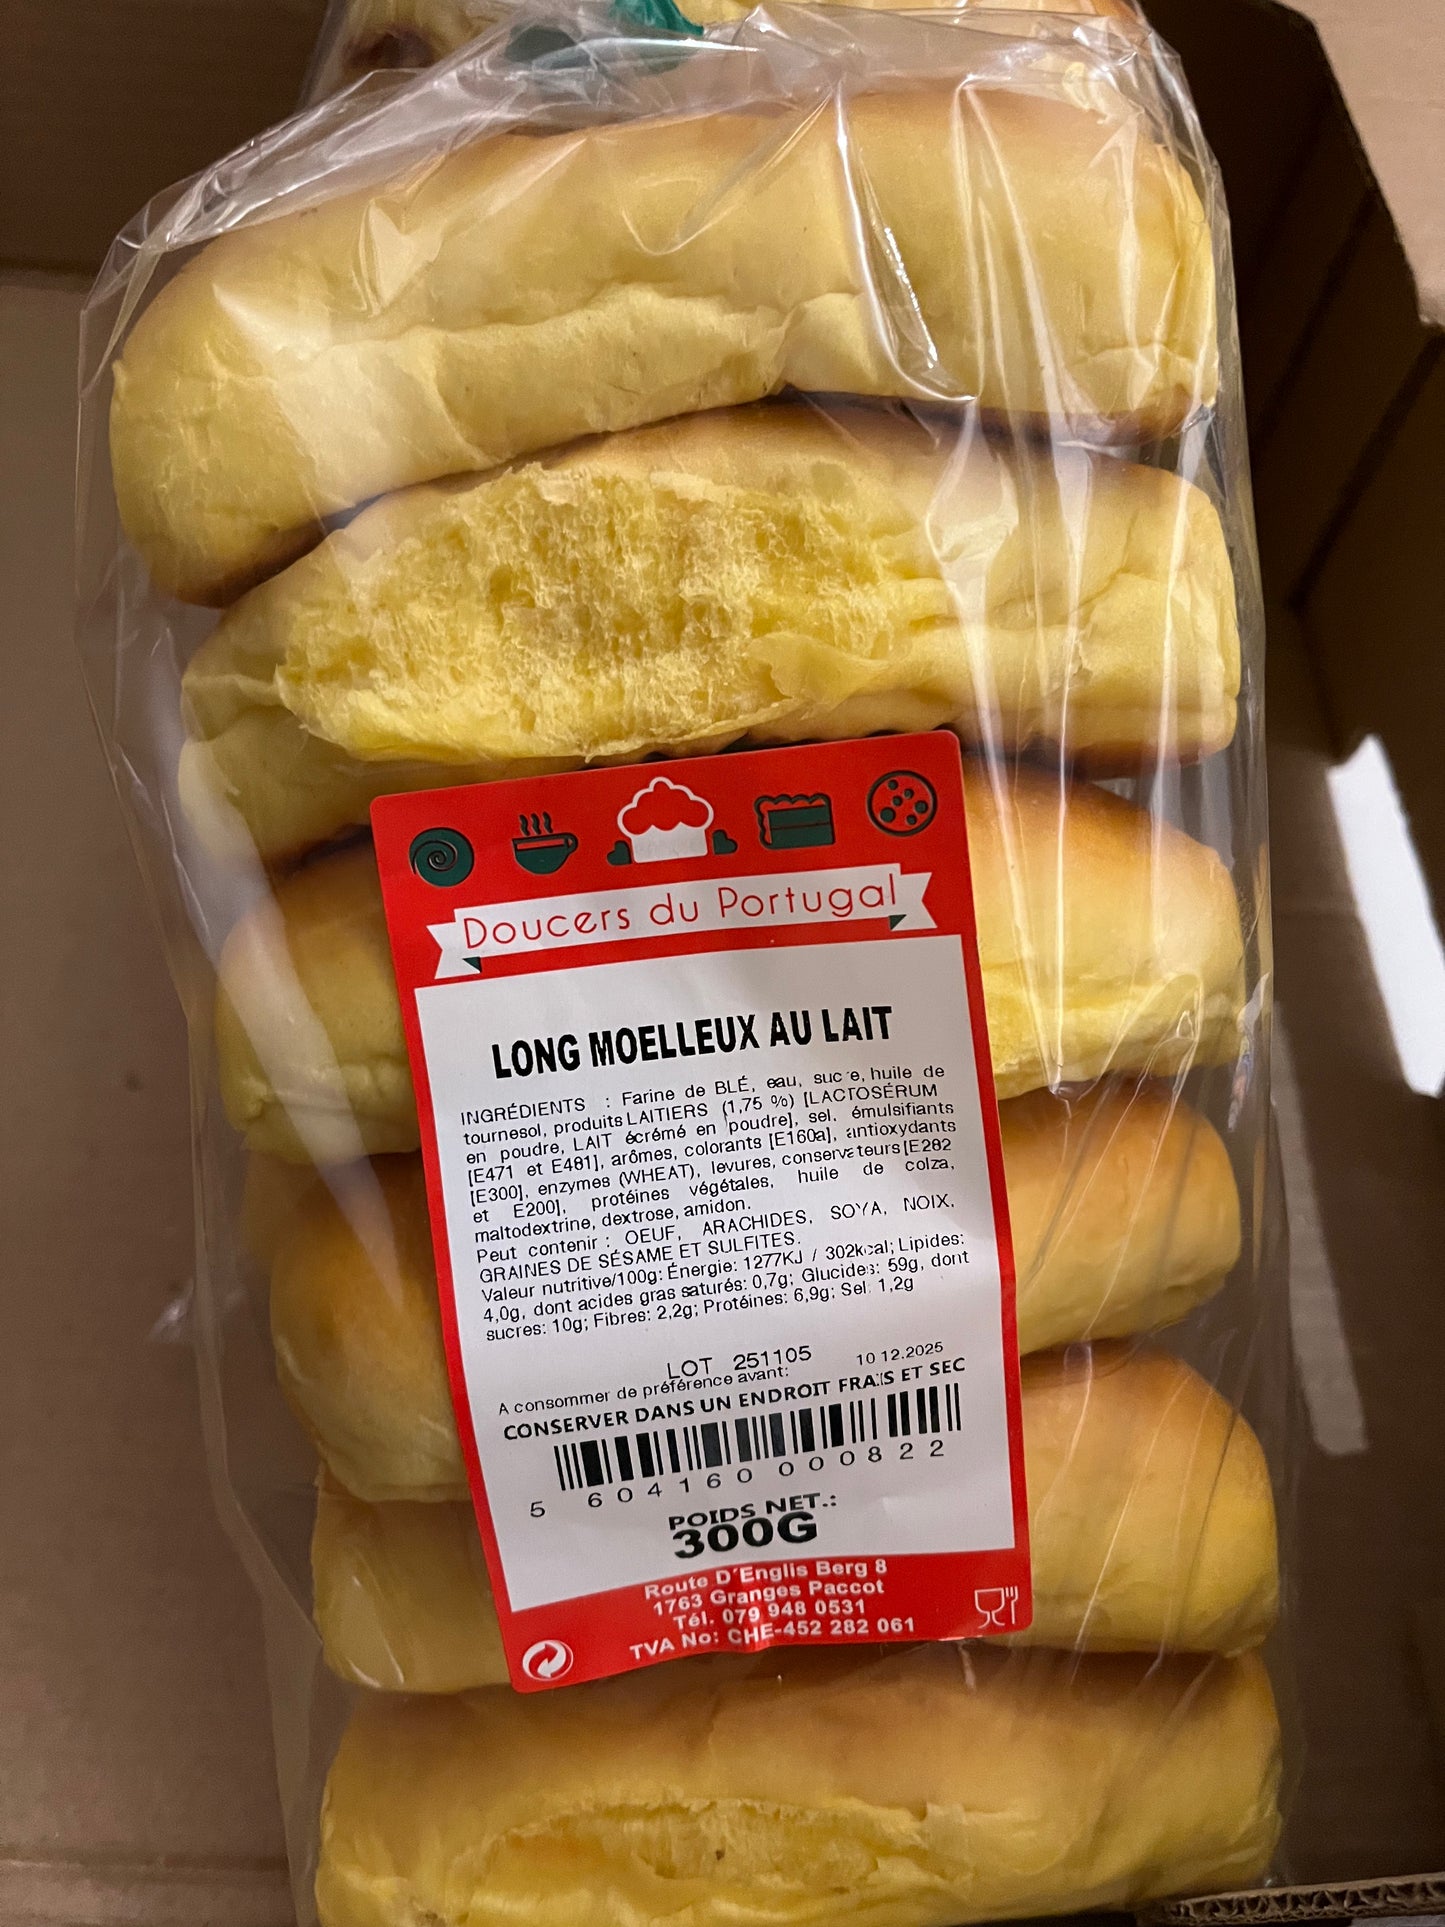 Doucers du Portugal
LONG MOELLEUX AU LAIT
INGRÉDIENTS : Farine de BLÉ, eau, sucre, huile de
tournesol, produits LAITIERS (1,75 %) [LACTOSÉRUM
en poudre, LAIT écrémé en poudre], sel, émulsifiants
[E471 et E481], arômes, colorants [E160a], antioxydants
[E300], enzymes (WHEAT), levures, conservateurs [E282
et E200], protéines végétales, huile de colza,
maltodextrine, dextrose, amidon.
Peut contenir : OEUF, ARACHIDES, SOYA, NOIX,
GRAINES DE SÉSAME ET SULFITES.
Valeur nutritive/100g: Énergie: 1277KJ / 302kcal; Lipides:
4,0g, dont acides gras saturés: 0,7g; Glucides: 59g, dont
sucres: 10g; Fibres: 2,2g; Protéines: 6,9g; Sel: 1,2g
LOT 251105
A consommer de préférence avant: 10 12.2025
CONSERVER DANS UN ENDROIT FRAIS ET SEC
5 604160 000822
POIDS NET.:
300G
Route D'Englis Berg 8
1763 Granges Paccot
Tél. 079 948 0531
TVA No: CHE-452 282 061